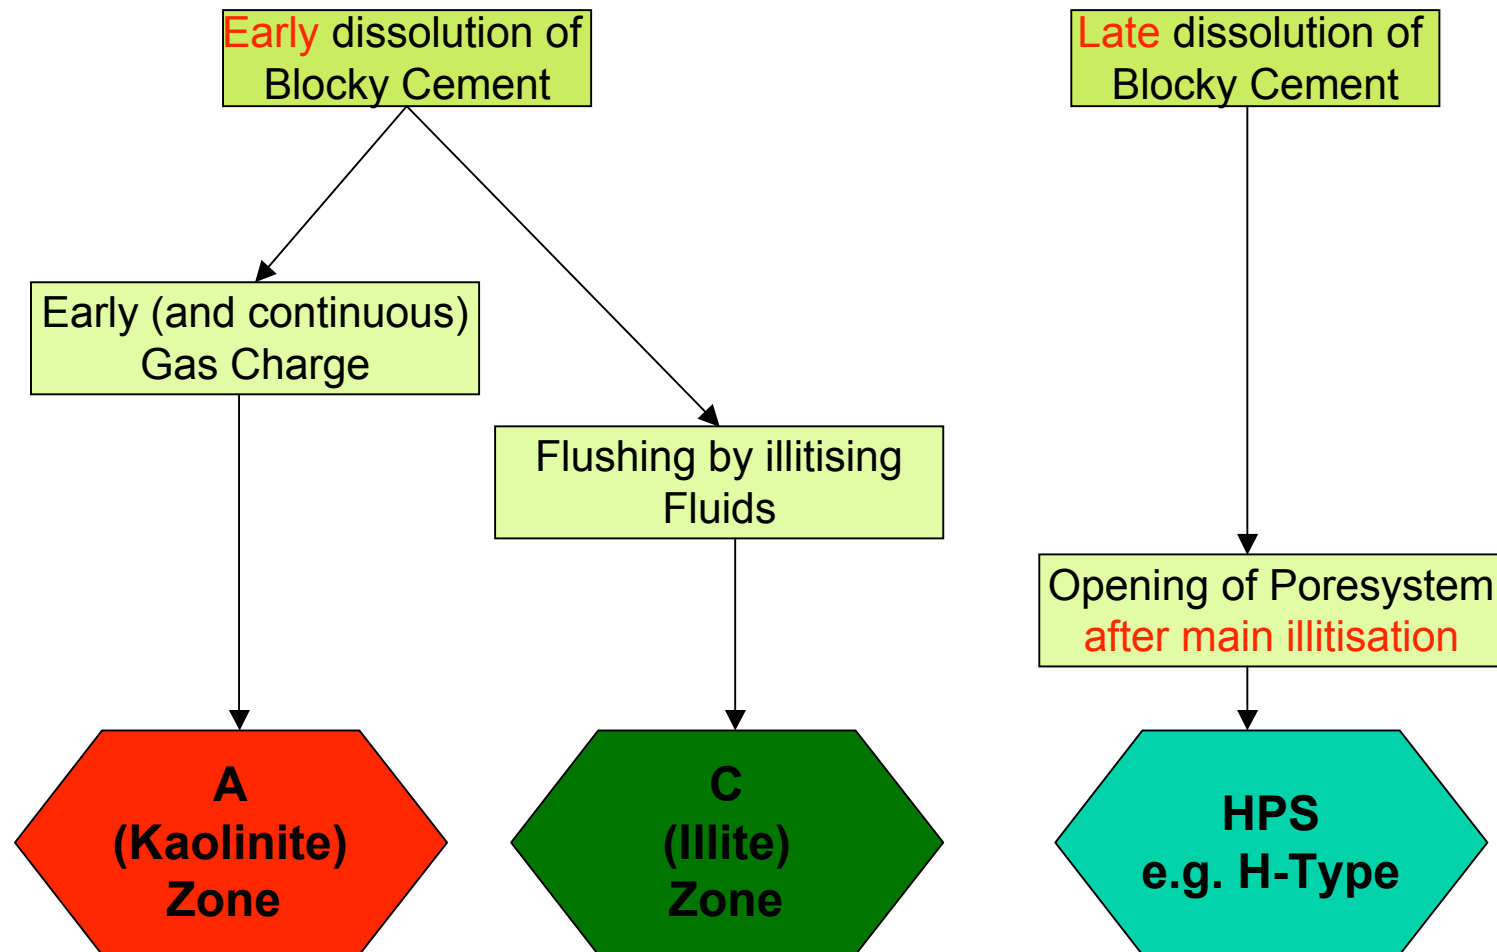 Early dissolution of
Blocky Cement
Late dissolution of
Blocky Cement
Early (and continuous)
Gas Charge
Flushing by illitising
Fluids
Opening of Poresystem
after main illitisation
A
(Kaolinite)
Zone
C
(Illite)
Zone
HPS
e.g. H-Type